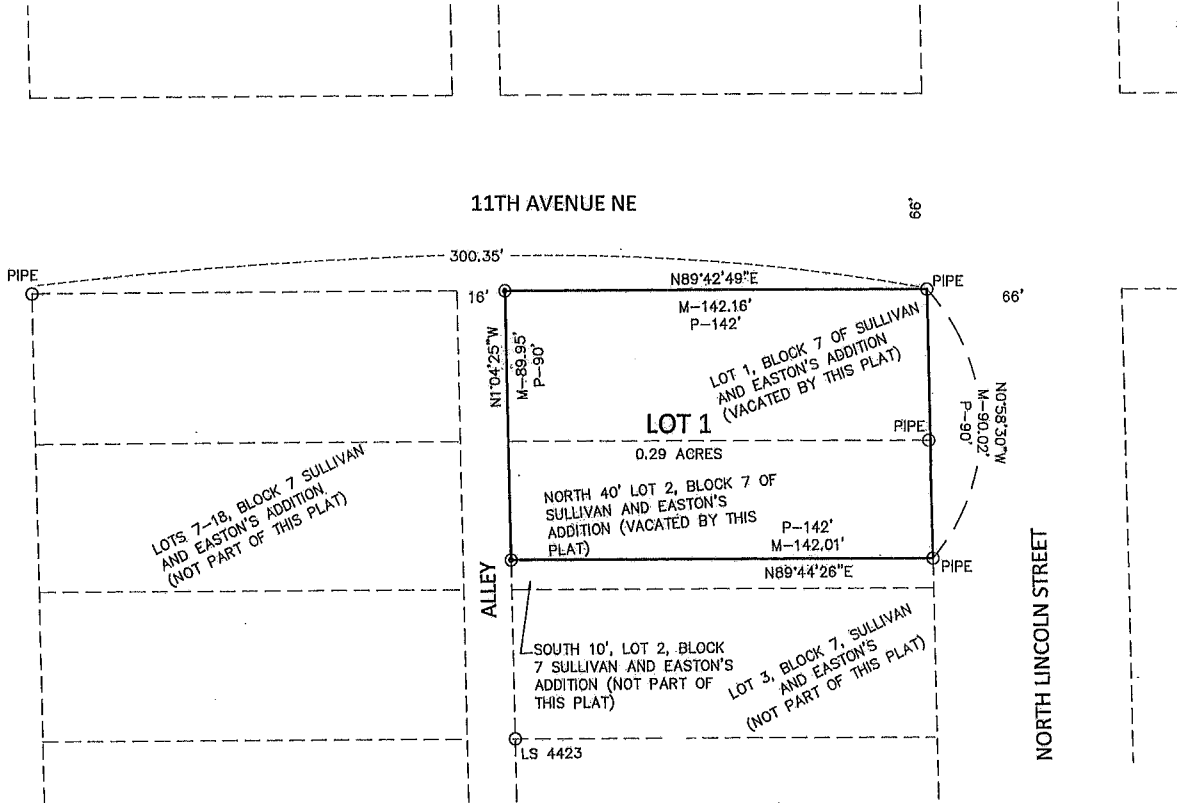 11TH AVENUE NE
66'
300.35'
PIPE
N89°42'49"E
PIPE
16'
66'
M-142.16'
P-142'
N1°04'25"W
M-89.95'
P-90'
LOT 1, BLOCK 7 OF SULLIVAN
AND EASTON'S ADDITION
(VACATED BY THIS PLAT)
N0°58'30"W
M-90.02'
P-90'
LOT 1
PIPE
0.29 ACRES
LOTS 7-18, BLOCK 7 SULLIVAN
AND EASTON'S ADDITION
(NOT PART OF THIS PLAT)
NORTH 40' LOT 2, BLOCK 7 OF
SULLIVAN AND EASTON'S
ADDITION (VACATED BY THIS
PLAT)
P-142'
M-142.01'
N89°44'26"E
PIPE
ALLEY
NORTH LINCOLN STREET
SOUTH 10', LOT 2, BLOCK
7 SULLIVAN AND EASTON'S
ADDITION (NOT PART OF
THIS PLAT)
LOT 3, BLOCK 7, SULLIVAN
AND EASTON'S
(NOT PART OF THIS PLAT)
LS 4423